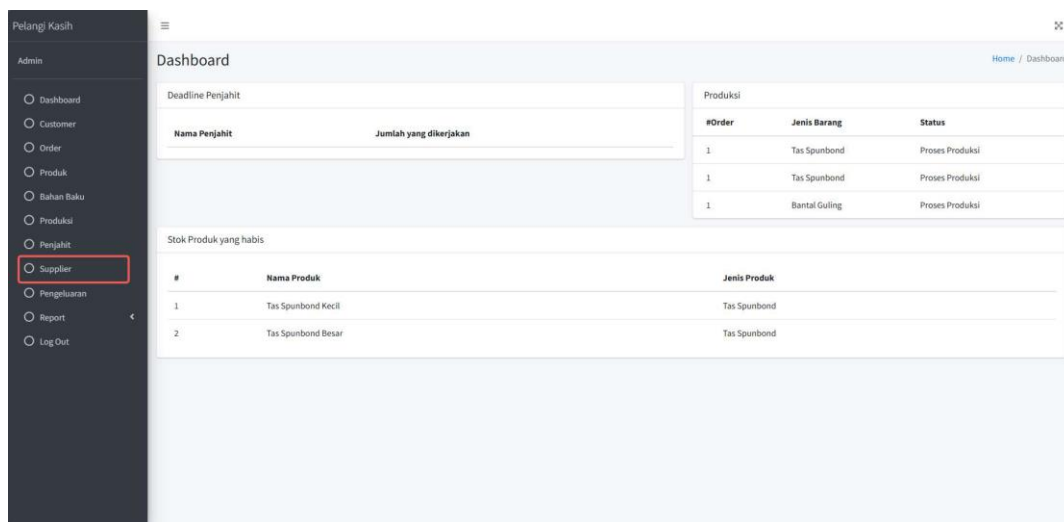 Pelangi Kasih
Admin
Dashboard
Customer
Order
Produk
Bahan Baku
Produksi
Penjahit
Supplier
Pengeluaran
Report
Log Out
Dashboard
Home / Dashboar
Deadline Penjahit
Nama Penjahit Jumlah yang dikerjakan
Produksi
#Order Jenis Barang Status
1 Tas Spunbond Proses Produksi
1 Tas Spunbond Proses Produksi
1 Bantal Guling Proses Produksi
Stok Produk yang habis
# Nama Produk Jenis Produk
1 Tas Spunbond Kecil Tas Spunbond
2 Tas Spunbond Besar Tas Spunbond